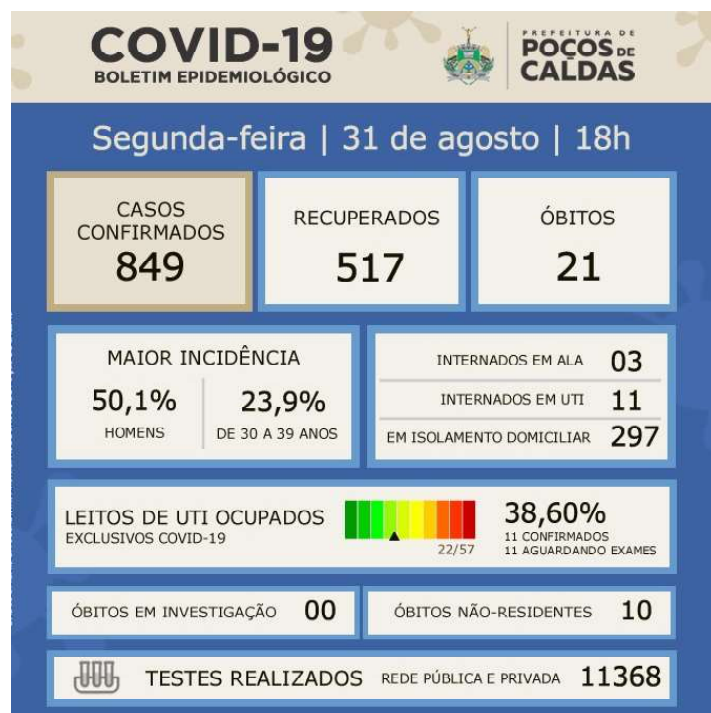 COVID-19
BOLETIM EPIDEMIOLÓGICO
PREFEITURA DE
POÇOS DE
CALDAS
Segunda-feira | 31 de agosto | 18h
CASOS
CONFIRMADOS
849
RECUPERADOS
517
ÓBITOS
21
MAIOR INCIDÊNCIA
50,1%
HOMENS
23,9%
DE 30 A 39 ANOS
INTERNADOS EM ALA 03
INTERNADOS EM UTI 11
EM ISOLAMENTO DOMICILIAR 297
LEITOS DE UTI OCUPADOS
EXCLUSIVOS COVID-19
22/57
38,60%
11 CONFIRMADOS
11 AGUARDANDO EXAMES
ÓBITOS EM INVESTIGAÇÃO 00
ÓBITOS NÃO-RESIDENTES 10
TESTES REALIZADOS REDE PÚBLICA E PRIVADA 11368